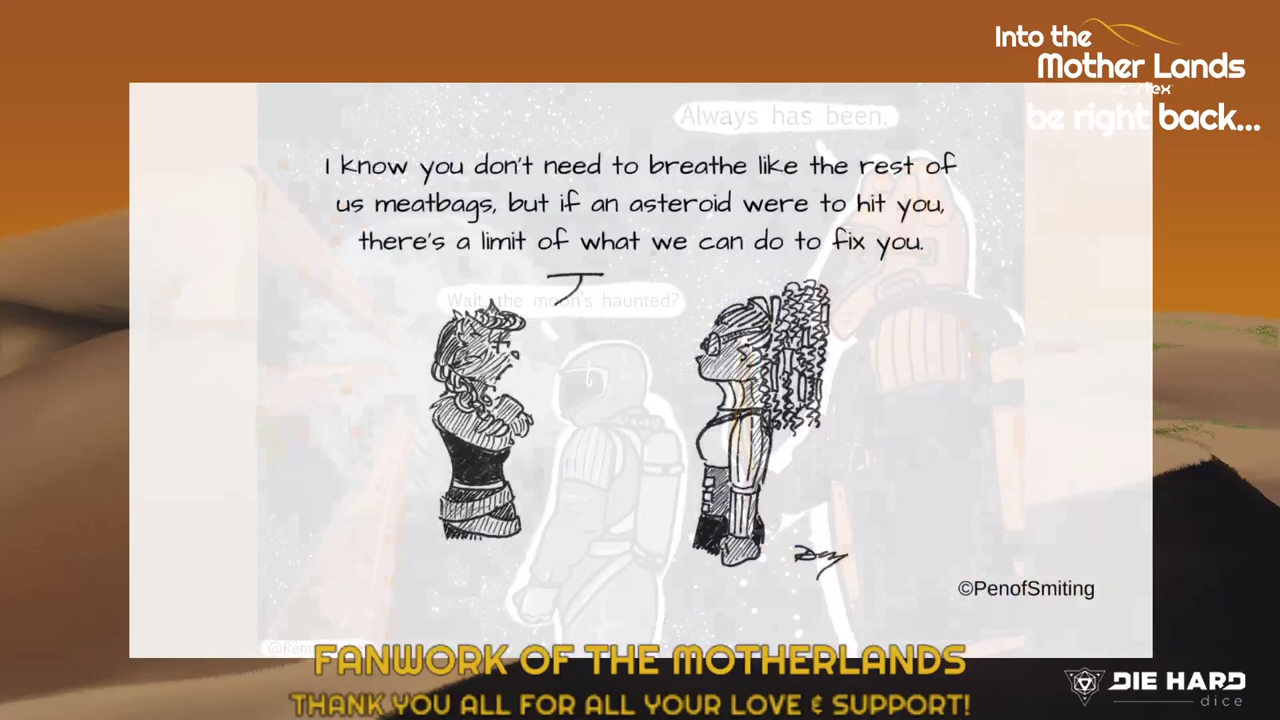 Into the
Mother Lands
cortex
be right back...
Always has been.
I know you don't need to breathe like the rest of
us meatbags, but if an asteroid were to hit you,
there's a limit of what we can do to fix you.
Wait, the moon's haunted?
©PenofSmiting
FANWORK OF THE MOTHERLANDS
THANK YOU ALL FOR ALL YOUR LOVE & SUPPORT!
DIE HARD
dice